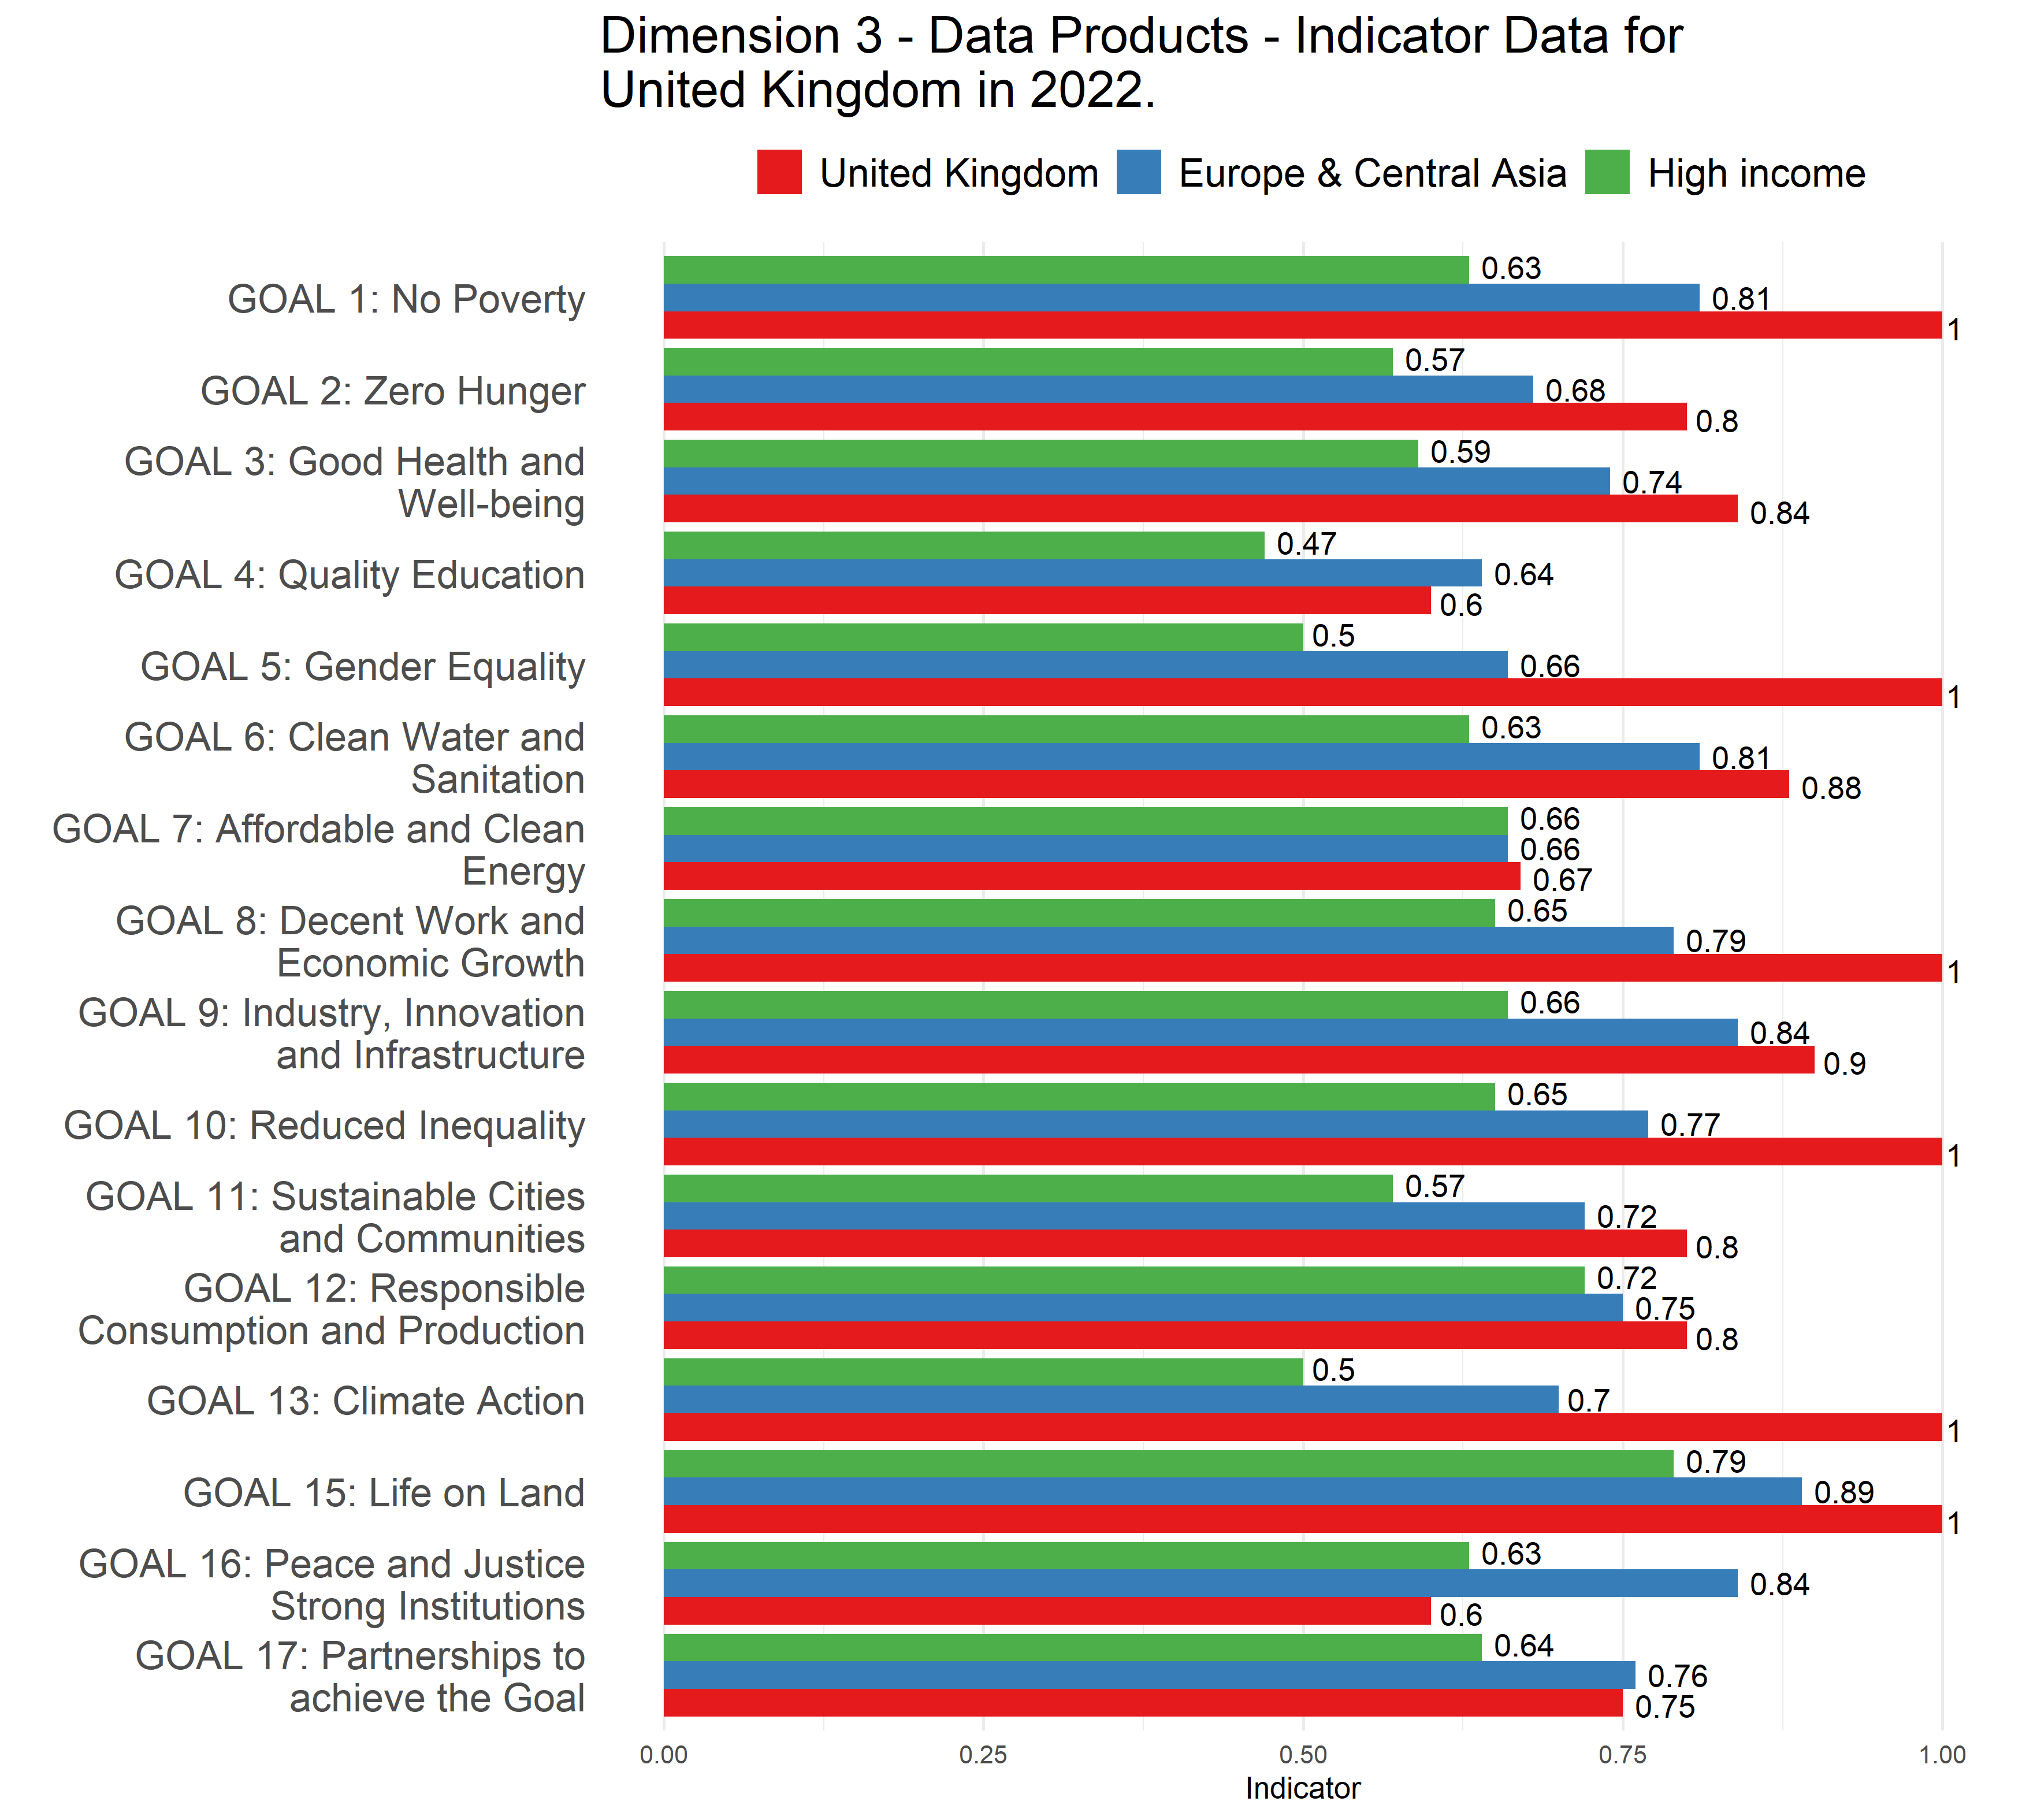 Dimension 3 - Data Products - Indicator Data for
United Kingdom in 2022.
United Kingdom
Europe & Central Asia
High income
GOAL 1: No Poverty
0.63
0.81
1
GOAL 2: Zero Hunger
0.57
0.68
0.8
GOAL 3: Good Health and
Well-being
0.59
0.74
0.84
GOAL 4: Quality Education
0.47
0.64
0.6
GOAL 5: Gender Equality
0.5
0.66
1
GOAL 6: Clean Water and
Sanitation
0.63
0.81
0.88
GOAL 7: Affordable and Clean
Energy
0.66
0.66
0.67
GOAL 8: Decent Work and
Economic Growth
0.65
0.79
1
GOAL 9: Industry, Innovation
and Infrastructure
0.66
0.84
0.9
GOAL 10: Reduced Inequality
0.65
0.77
1
GOAL 11: Sustainable Cities
and Communities
0.57
0.72
0.8
GOAL 12: Responsible
Consumption and Production
0.72
0.75
0.8
GOAL 13: Climate Action
0.5
0.7
1
GOAL 15: Life on Land
0.79
0.89
1
GOAL 16: Peace and Justice
Strong Institutions
0.63
0.84
0.6
GOAL 17: Partnerships to
achieve the Goal
0.64
0.76
0.75
0.00
0.25
0.50
0.75
1.00
Indicator